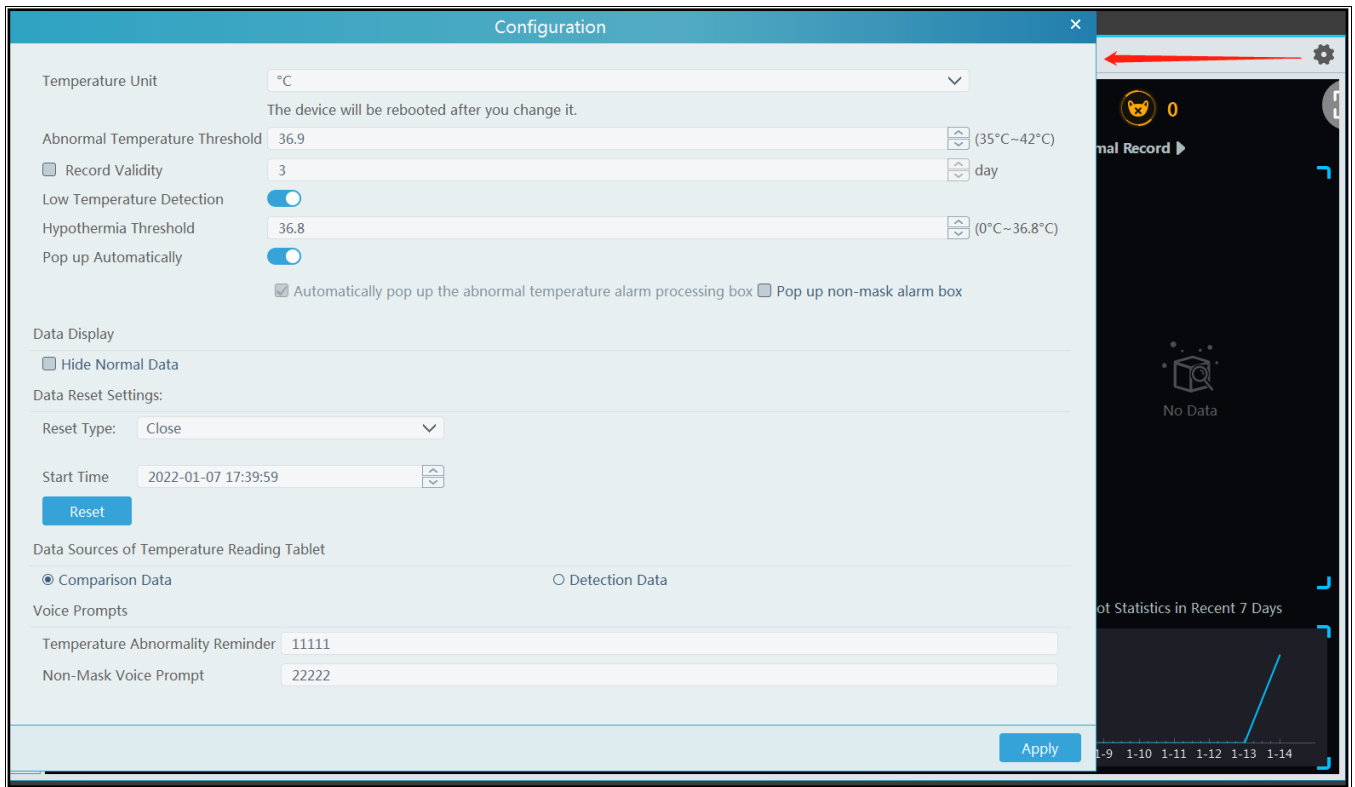 Configuration
Temperature Unit °C
The device will be rebooted after you change it.
Abnormal Temperature Threshold 36.9 (35°C~42°C)
Record Validity 3 day
Low Temperature Detection
Hypothermia Threshold 36.8 (0°C~36.8°C)
Pop up Automatically
Automatically pop up the abnormal temperature alarm processing box Pop up non-mask alarm box
Data Display
Hide Normal Data
Data Reset Settings:
Reset Type: Close
Start Time 2022-01-07 17:39:59
Reset
Data Sources of Temperature Reading Tablet
Comparison Data Detection Data
Voice Prompts
Temperature Abnormality Reminder 11111
Non-Mask Voice Prompt 22222
Apply
0
mal Record
No Data
ot Statistics in Recent 7 Days
1-9 1-10 1-11 1-12 1-13 1-14